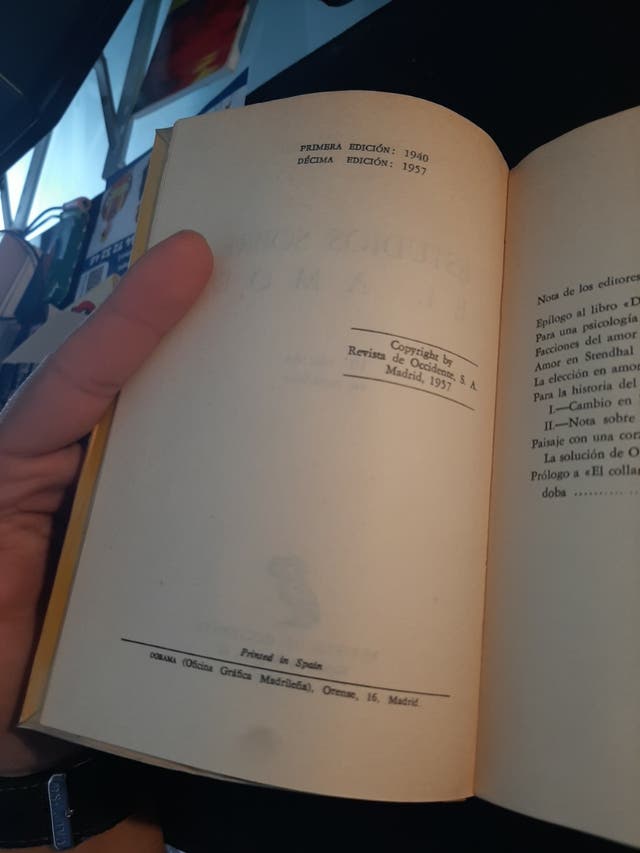 PRIMERA EDICIÓN: 1940
DÉCIMA EDICIÓN: 1957
Copyright by
Revista de Occidente, S. A.
Madrid, 1957
Printed in Spain
OGRAMA (Oficina Gráfica Madrileña), Orense, 16, Madrid
Nota de los editores
Epílogo al libro «D
Para una psicología
Facciones del amor
Amor en Stendhal
La elección en amor
Para la historia del
I.—Cambio en
II.—Nota sobre
Paisaje con una corz
La solución de O
Prólogo a «El colla
doba ..........